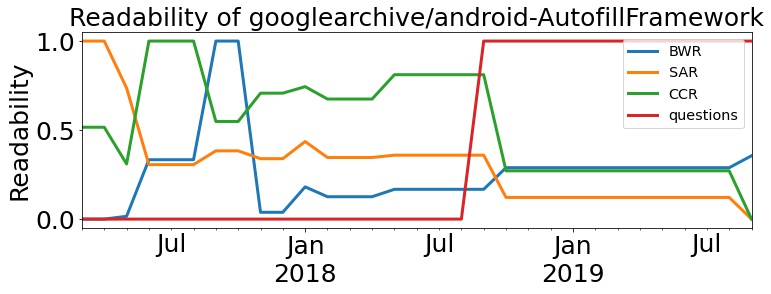 Readability of googlearchive/android-AutofillFramework
Readability
1.0
0.5
0.0
BWR
SAR
CCR
questions
Jul
Jan
2018
Jul
Jan
2019
Jul